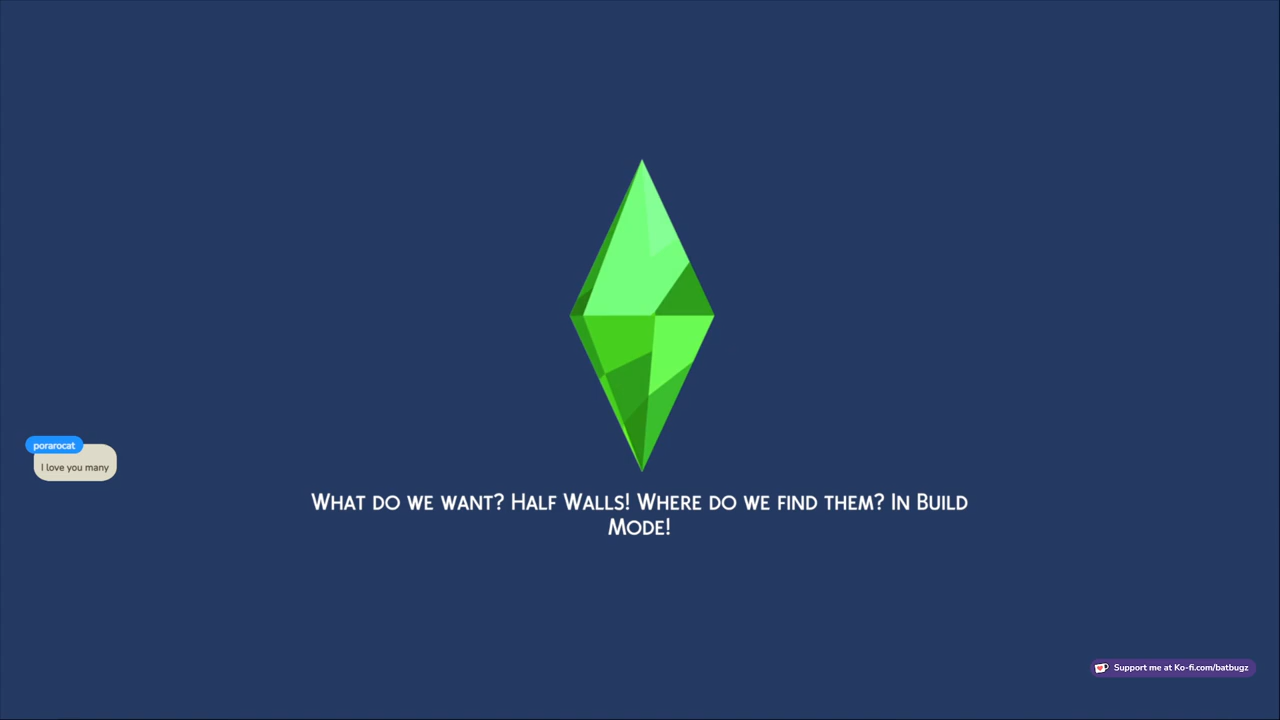 porarocat
I love you many
What do we want? Half Walls! Where do we find them? In Build
Mode!
Support me at Ko-fi.com/batbugz